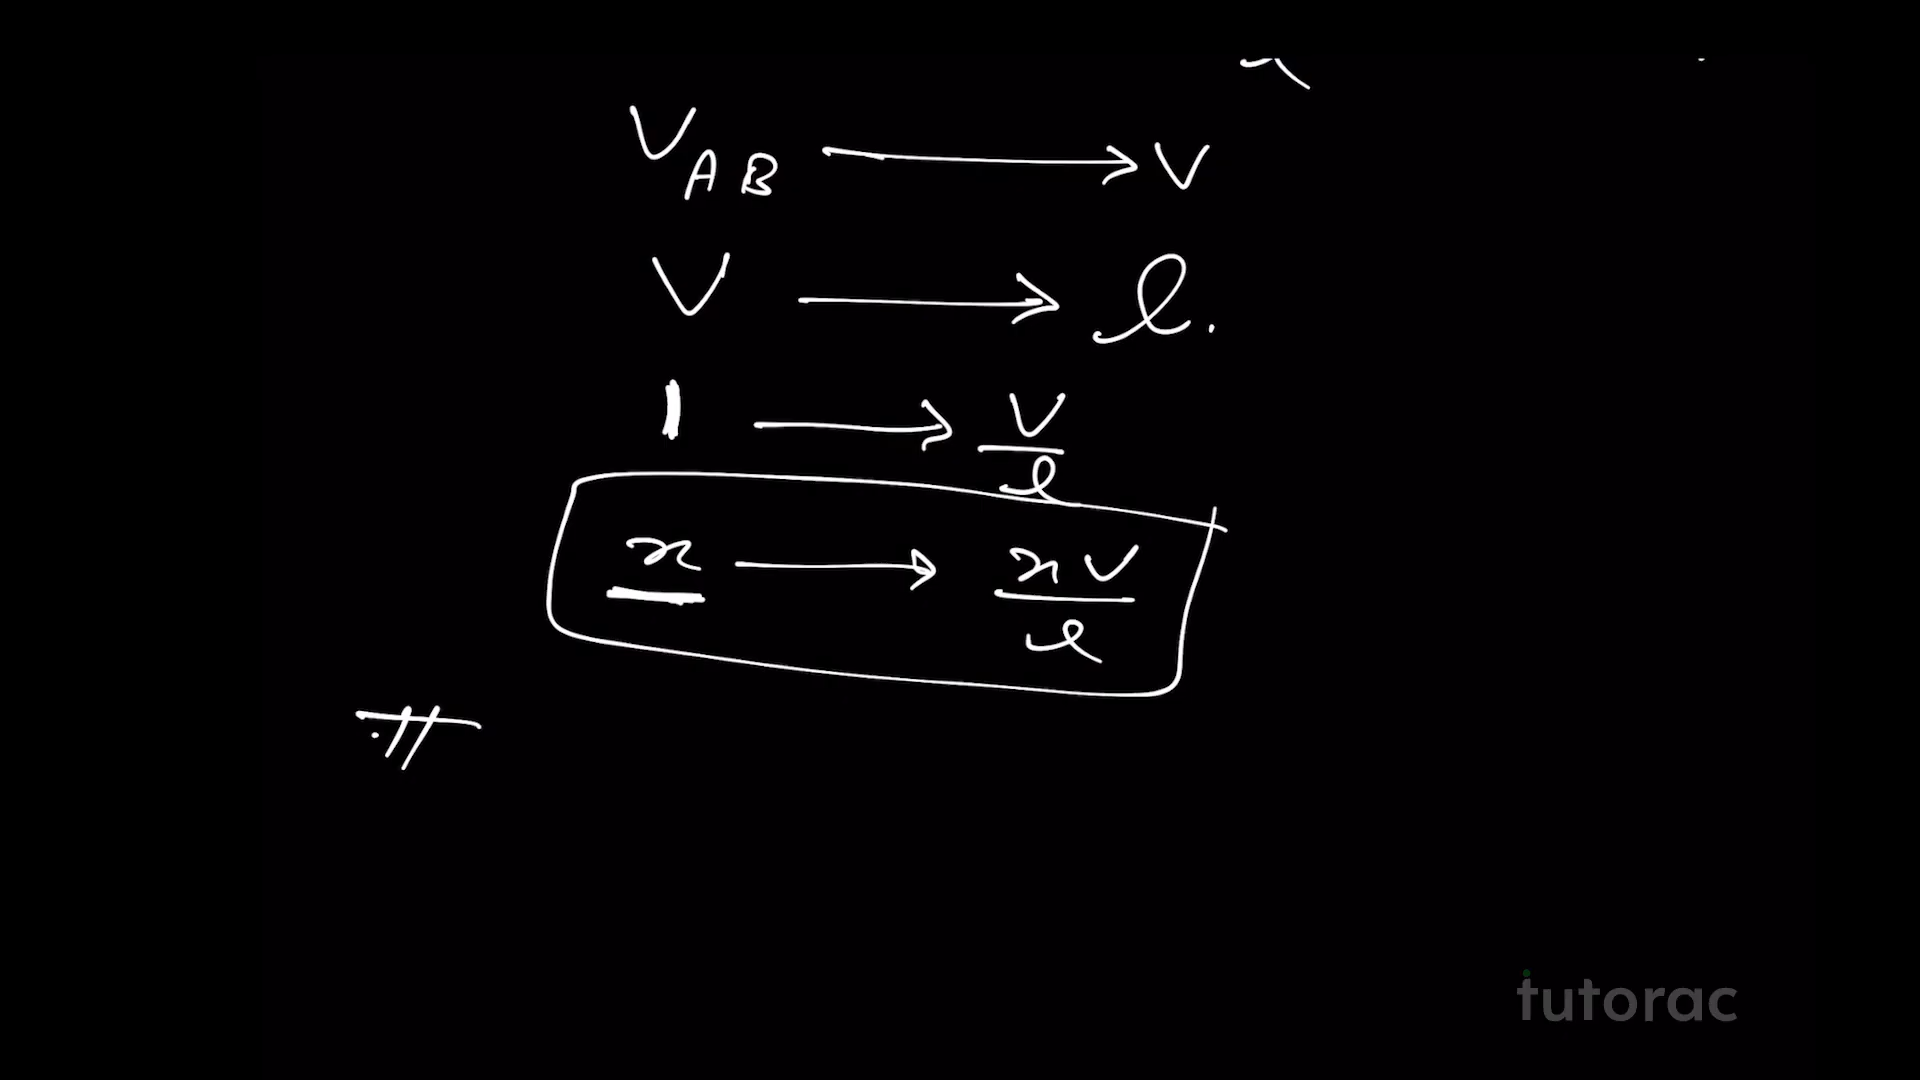 V_AB → V
V → l.
1 → V/l
x → xV/l
tutorac